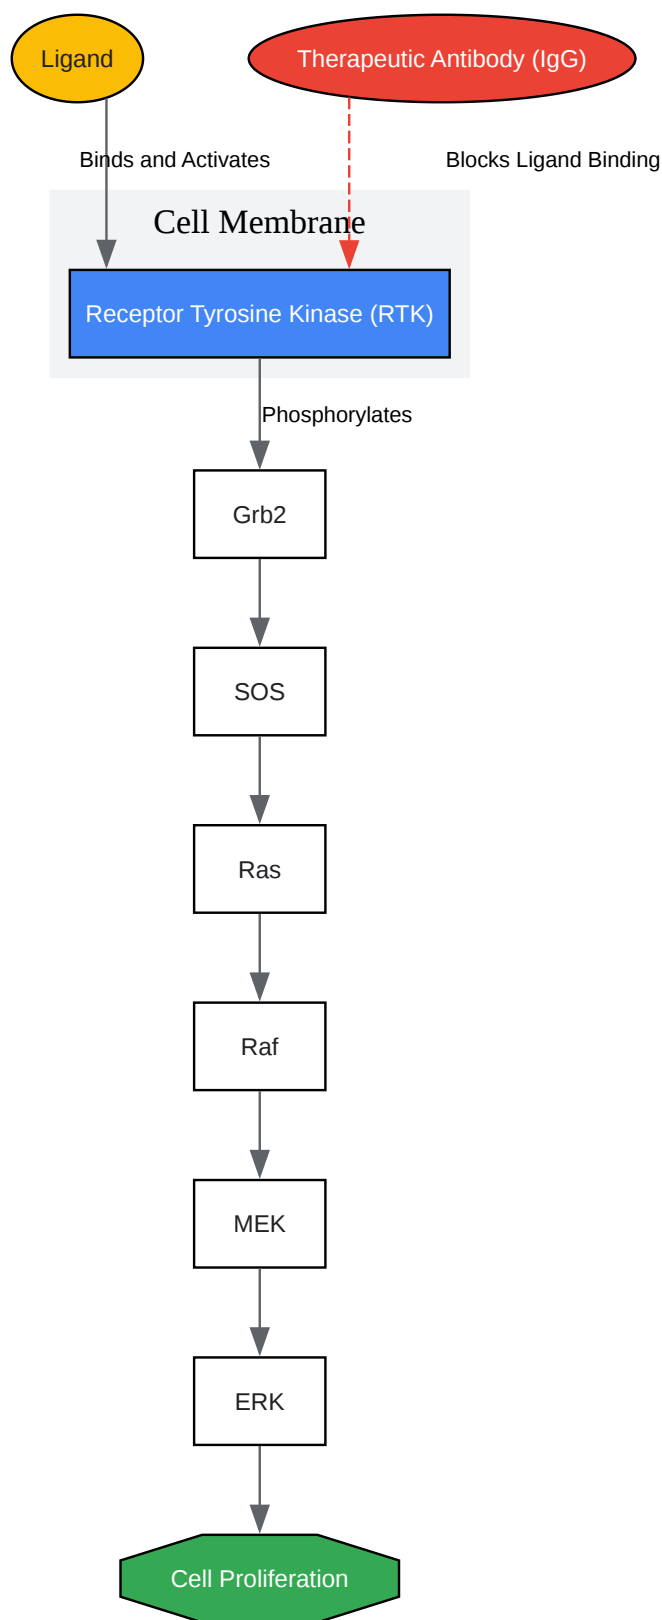 Ligand
Therapeutic Antibody (IgG)
Binds and Activates
Blocks Ligand Binding
Cell Membrane
Receptor Tyrosine Kinase (RTK)
Phosphorylates
Grb2
SOS
Ras
Raf
MEK
ERK
Cell Proliferation